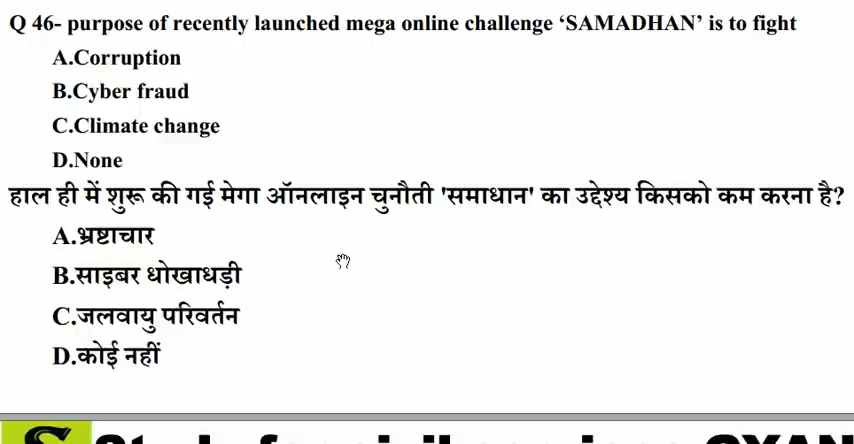 Q 46- purpose of recently launched mega online challenge ‘SAMADHAN’ is to fight
A.Corruption
B.Cyber fraud
C.Climate change
D.None
हाल ही में शुरू की गई मेगा ऑनलाइन चुनौती 'समाधान' का उद्देश्य किसको कम करना है?
A.भ्रष्टाचार
B.साइबर धोखाधड़ी
C.जलवायु परिवर्तन
D.कोई नहीं